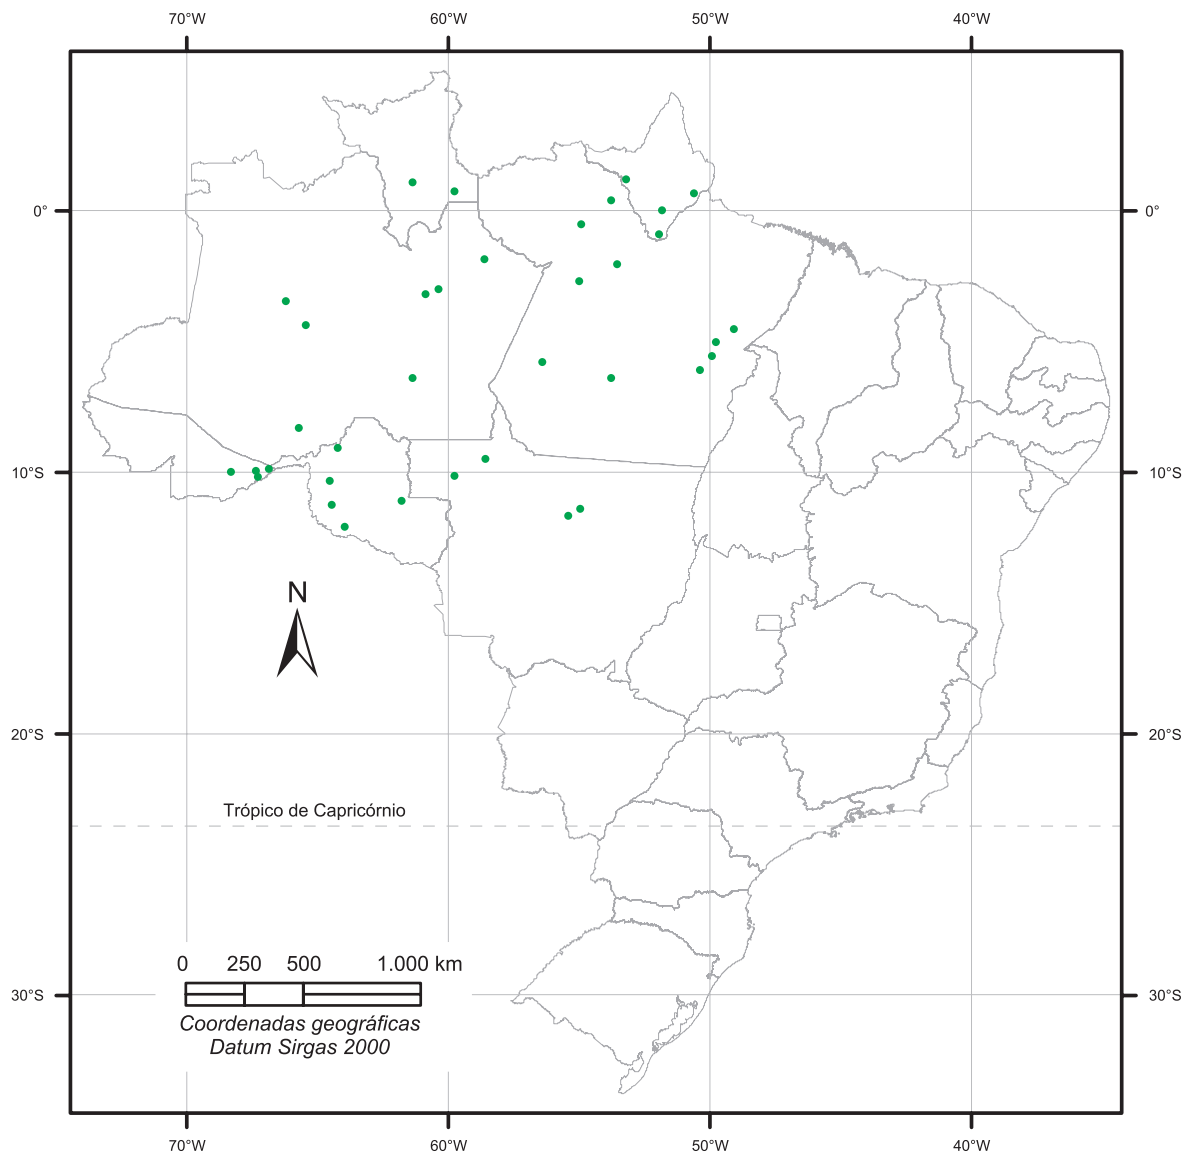 70°W 60°W 50°W 40°W
0° 0°
10°S 10°S
N
20°S 20°S
Trópico de Capricórnio
0 250 500 1.000 km
30°S 30°S
Coordenadas geográficas
Datum Sirgas 2000
70°W 60°W 50°W 40°W